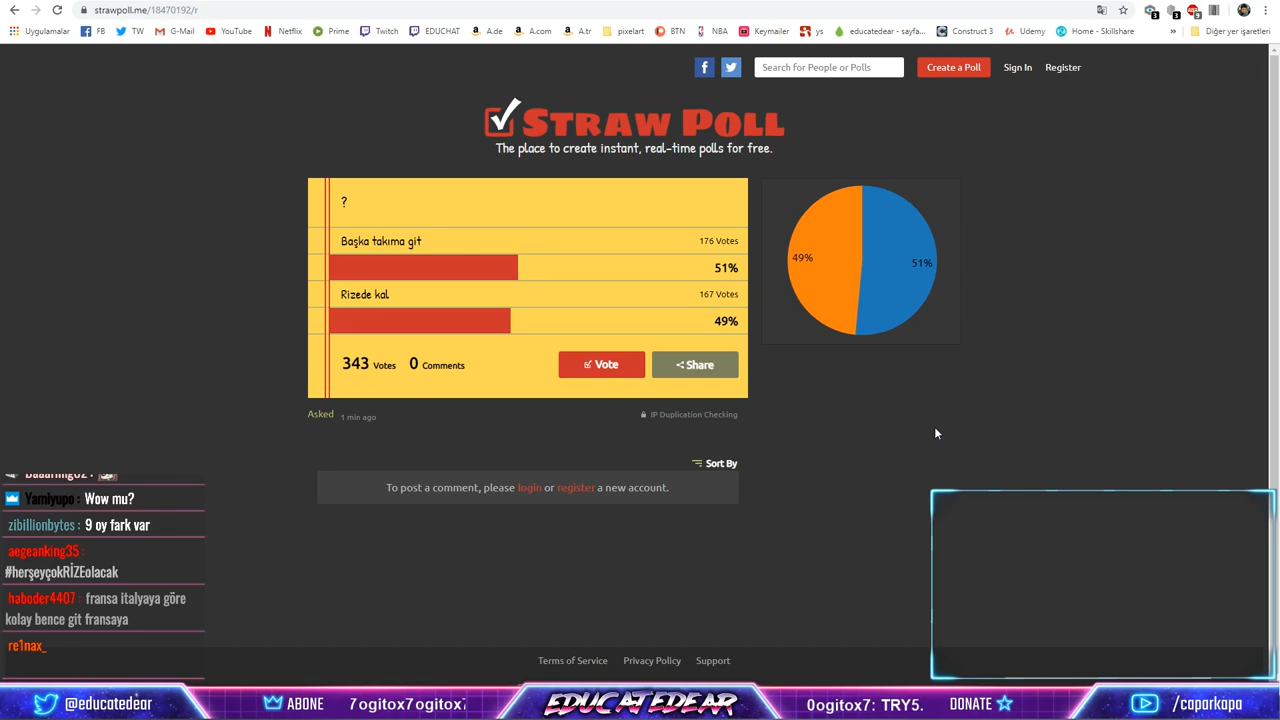 strawpoll.me/18470192/r
Uygulamalar FB TW G-Mail YouTube Netflix Prime Twitch EDUCHAT A.de A.com A.tr pixelart BTN NBA Keymailer ys educatedear - sayfa... Construct 3 Udemy Home - Skillshare » Diğer yer işaretleri
Search for People or Polls Create a Poll Sign In Register
STRAW POLL
The place to create instant, real-time polls for free.
?
Başka takıma git 176 Votes
51%
Rizede kal 167 Votes
49%
343 Votes 0 Comments Vote Share
49% 51%
Asked 1 min ago IP Duplication Checking
Sort By
To post a comment, please login or register a new account.
Yamiyupo : Wow mu?
zibillionbytes : 9 oy fark var
aegeanking35 :
#herşeyçokRİZEolacak
haboder4407 : fransa italyaya göre
kolay bence git fransaya
re1nax_
Terms of Service Privacy Policy Support
@educatedear ABONE 7ogitox7ogitox7 EDUCATEDEAR 0ogitox7: TRY5. DONATE /caparkapa